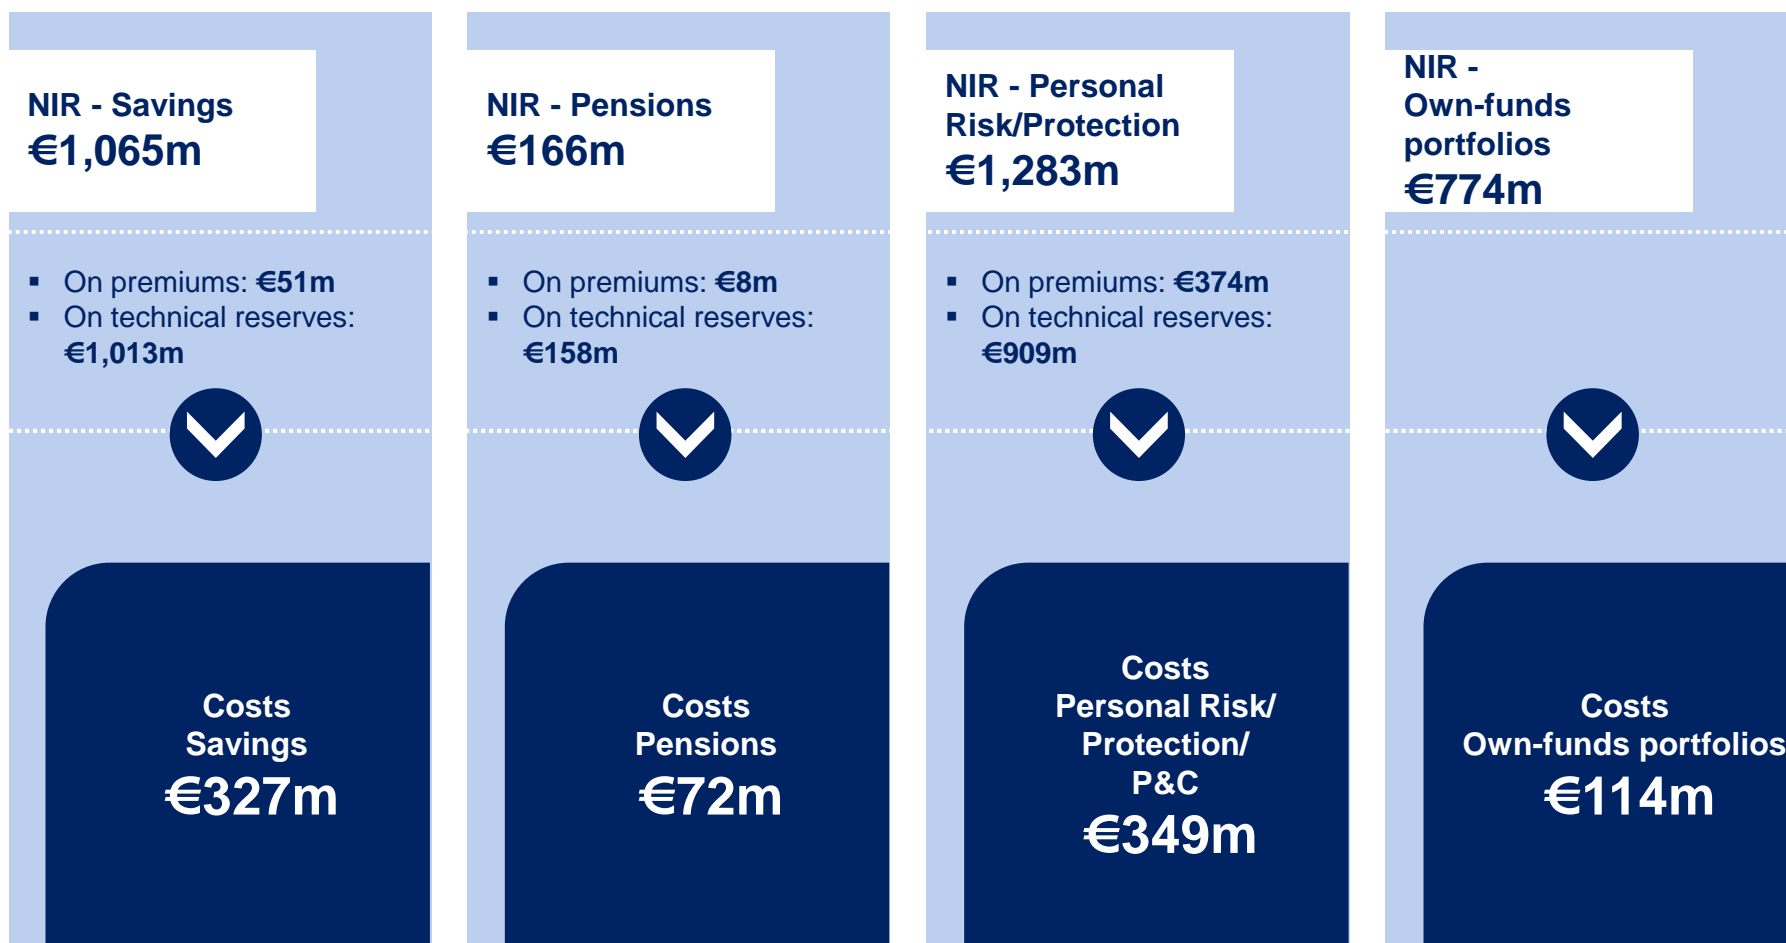 NIR - Savings
€1,065m
▪ On premiums: €51m
▪ On technical reserves:
€1,013m
Costs
Savings
€327m
NIR - Pensions
€166m
▪ On premiums: €8m
▪ On technical reserves:
€158m
Costs
Pensions
€72m
NIR - Personal
Risk/Protection
€1,283m
▪ On premiums: €374m
▪ On technical reserves:
€909m
Costs
Personal Risk/
Protection/
P&C
€349m
NIR -
Own-funds
portfolios
€774m
Costs
Own-funds portfolios
€114m